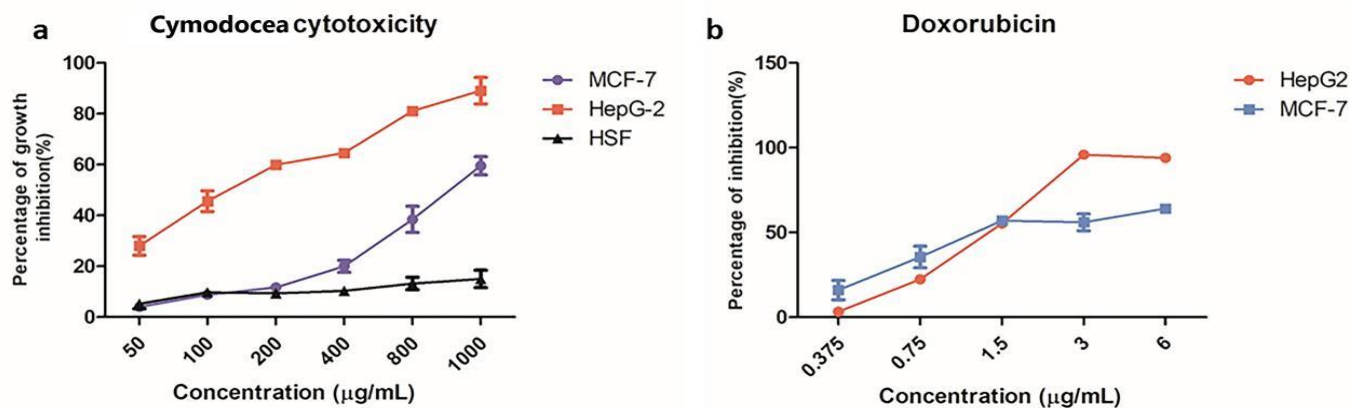 a
Cymodocea cytotoxicity
Percentage of growth
inhibition(%)
100
80
60
40
20
0
50
100
200
400
800
1000
Concentration (μg/mL)
MCF-7
HepG-2
HSF
b
Doxorubicin
Percentage of inhibition(%)
150
100
50
0
0.375
0.75
1.5
3
6
Concentration (μg/mL)
HepG2
MCF-7